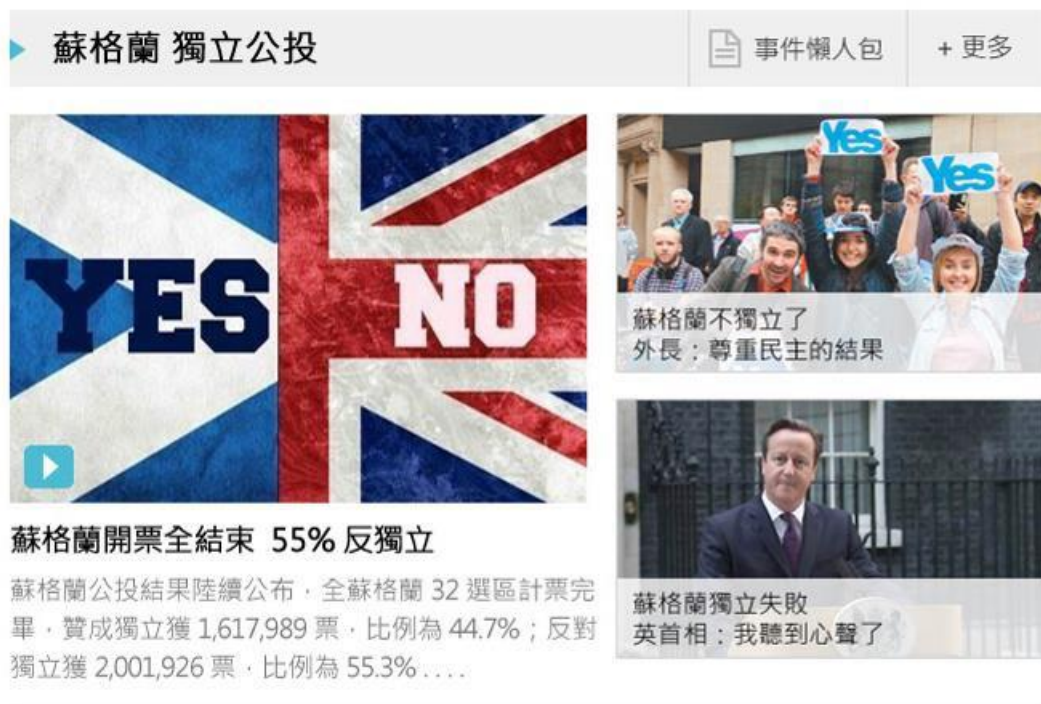 蘇格蘭 獨立公投
事件懶人包
+ 更多
YES
NO
蘇格蘭開票全結束 55% 反獨立
蘇格蘭公投結果陸續公布，全蘇格蘭 32 選區計票完
畢，贊成獨立獲 1,617,989 票，比例為 44.7%；反對
獨立獲 2,001,926 票，比例為 55.3% . . . .
Yes
Yes
蘇格蘭不獨立了
外長：尊重民主的結果
蘇格蘭獨立失敗
英首相：我聽到心聲了